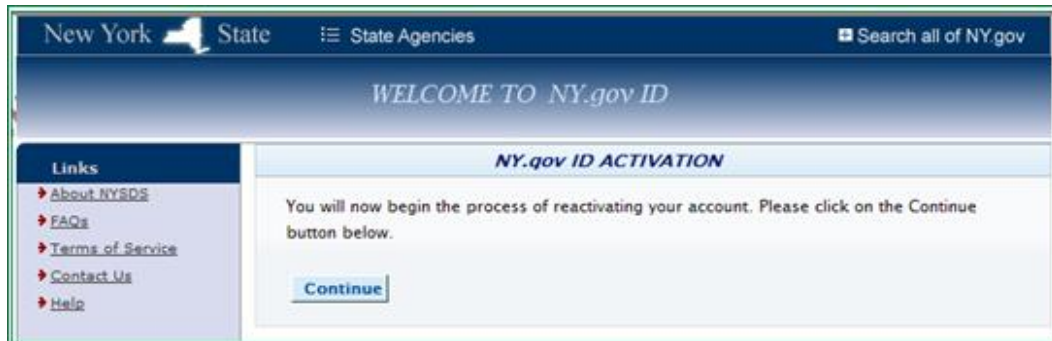 New York State
State Agencies
Search all of NY.gov
WELCOME TO NY.gov ID
Links
About NYSDS
FAQs
Terms of Service
Contact Us
Help
NY.gov ID ACTIVATION
You will now begin the process of reactivating your account. Please click on the Continue
button below.
Continue